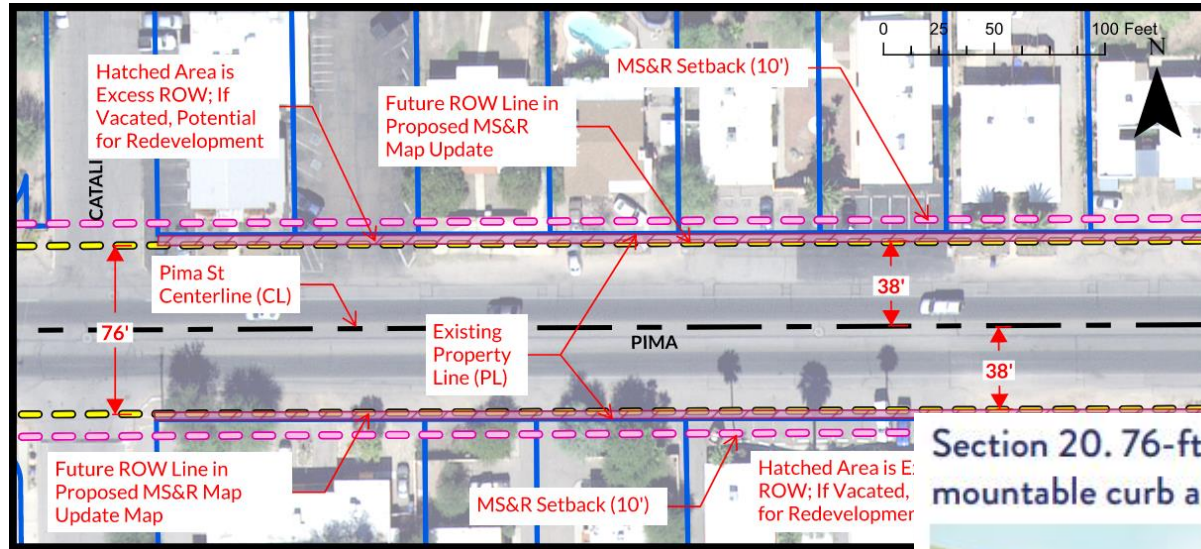 0 25 50 100 Feet
N
Hatched Area is
Excess ROW; If
Vacated, Potential
for Redevelopment
Future ROW Line in
Proposed MS&R
Map Update
MS&R Setback (10')
CATALI
Pima St
Centerline (CL)
76'
38'
Existing
Property
Line (PL)
PIMA
38'
Future ROW Line in
Proposed MS&R Map
Update Map
MS&R Setback (10')
Hatched Area is E
ROW; If Vacated,
for Redevelopmen
Section 20. 76-ft
mountable curb a